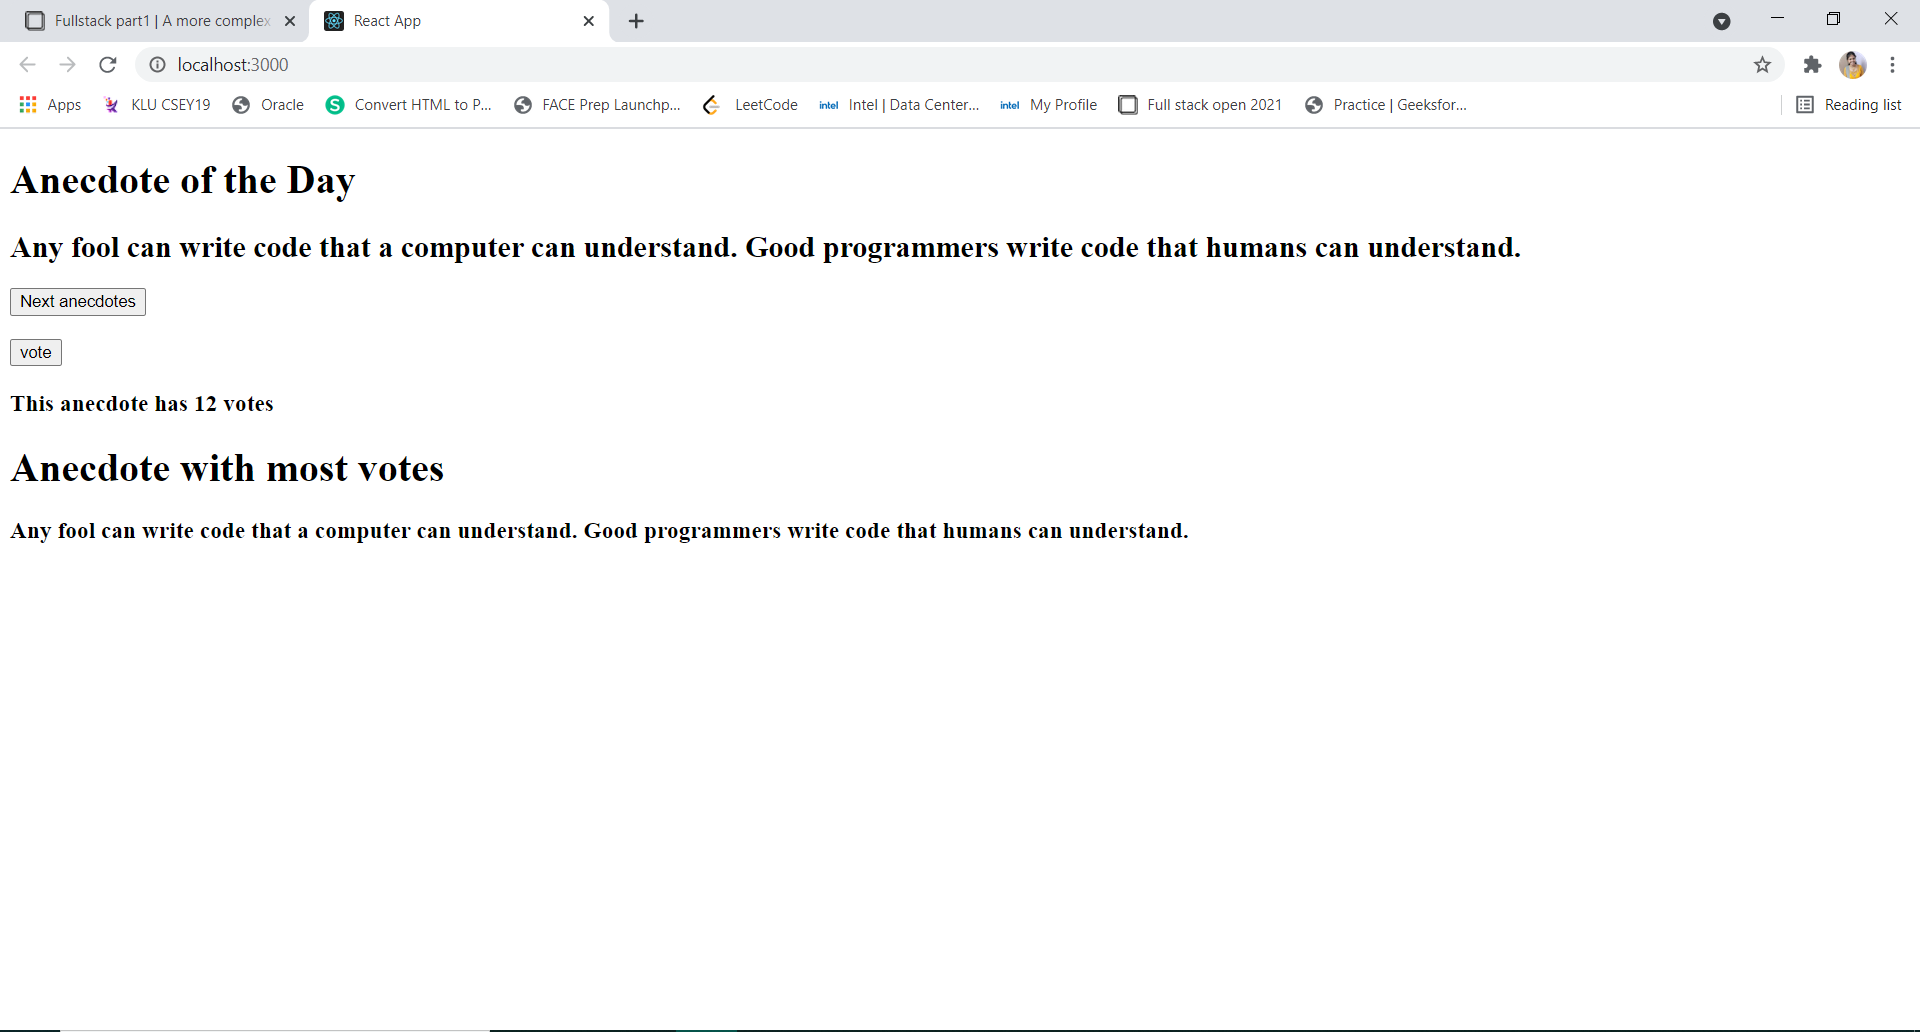 Fullstack part1 | A more complex
React App
localhost:3000
Apps
KLU CSEY19
Oracle
S
Convert HTML to P...
FACE Prep Launchp...
LeetCode
intel
Intel | Data Center...
intel
My Profile
Full stack open 2021
Practice | Geeksfor...
Reading list
Anecdote of the Day
Any fool can write code that a computer can understand. Good programmers write code that humans can understand.
Next anecdotes
vote
This anecdote has 12 votes
Anecdote with most votes
Any fool can write code that a computer can understand. Good programmers write code that humans can understand.